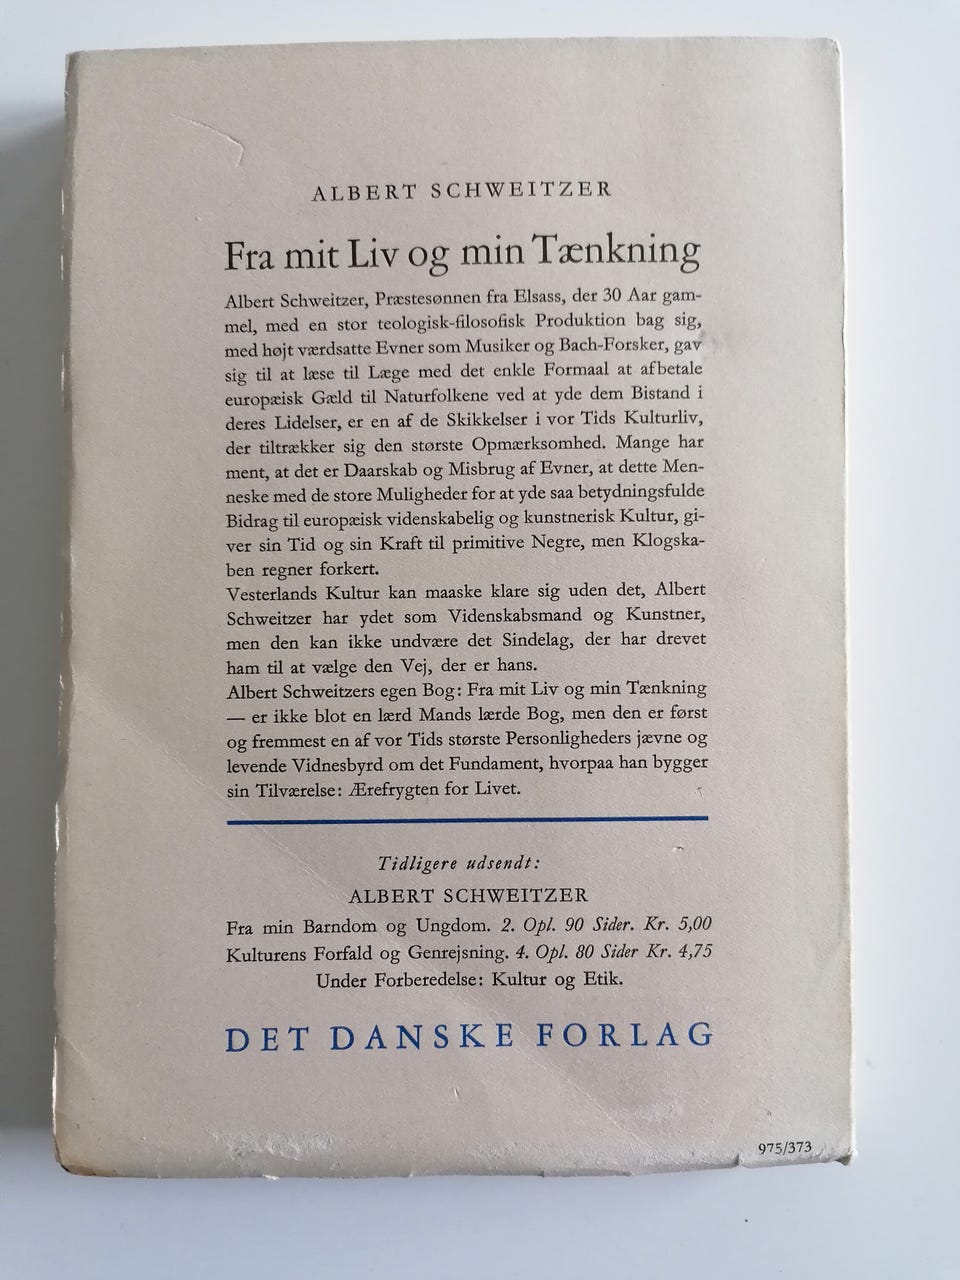 ALBERT SCHWEITZER
Fra mit Liv og min Tænkning
Albert Schweitzer, Præstesønnen fra Elsass, der 30 Aar gam-
mel, med en stor teologisk-filosofisk Produktion bag sig,
med højt værdsatte Evner som Musiker og Bach-Forsker, gav
sig til at læse til Læge med det enkle Formaal at afbetale
europæisk Gæld til Naturfolkene ved at yde dem Bistand i
deres Lidelser, er en af de Skikkelser i vor Tids Kulturliv,
der tiltrækker sig den største Opmærksomhed. Mange har
ment, at det er Daarskab og Misbrug af Evner, at dette Men-
neske med de store Muligheder for at yde saa betydningsfulde
Bidrag til europæisk videnskabelig og kunstnerisk Kultur, gi-
ver sin Tid og sin Kraft til primitive Negre, men Klogska-
ben regner forkert.
Vesterlands Kultur kan maaske klare sig uden det, Albert
Schweitzer har ydet som Videnskabsmand og Kunstner,
men den kan ikke undvære det Sindelag, der har drevet
ham til at vælge den Vej, der er hans.
Albert Schweitzers egen Bog: Fra mit Liv og min Tænkning
— er ikke blot en lærd Mands lærde Bog, men den er først
og fremmest en af vor Tids største Personligheders jævne og
levende Vidnesbyrd om det Fundament, hvorpaa han bygger
sin Tilværelse: Ærefrygten for Livet.
Tidligere udsendt:
ALBERT SCHWEITZER
Fra min Barndom og Ungdom. 2. Opl. 90 Sider. Kr. 5,00
Kulturens Forfald og Genrejsning. 4. Opl. 80 Sider Kr. 4,75
Under Forberedelse: Kultur og Etik.
DET DANSKE FORLAG
975/373